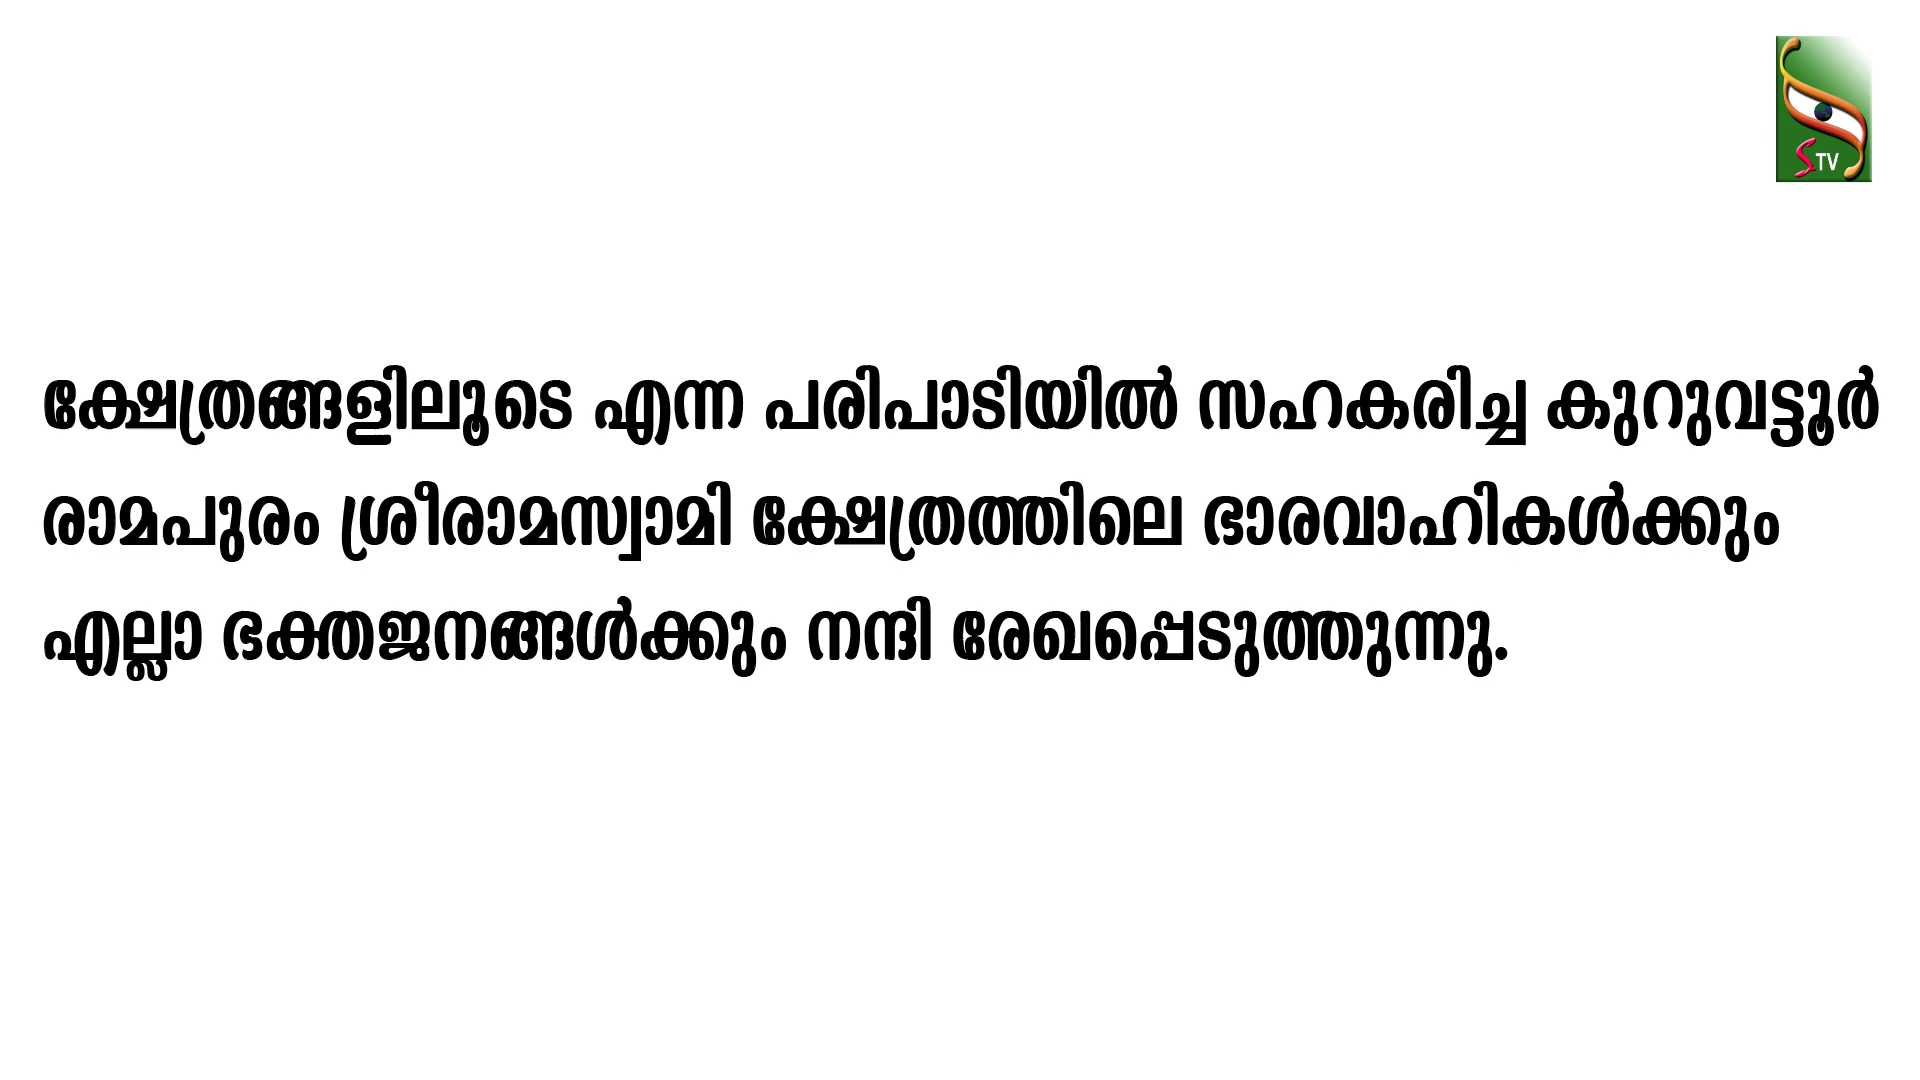 STV
ക്ഷേത്രങ്ങളിലൂടെ എന്ന പരിപാടിയിൽ സഹകരിച്ച കുറുവട്ടൂർ
രാമപുരം ശ്രീരാമസ്വാമി ക്ഷേത്രത്തിലെ ഭാരവാഹികൾക്കും
എല്ലാ ഭക്തജനങ്ങൾക്കും നന്ദി രേഖപ്പെടുത്തുന്നു.